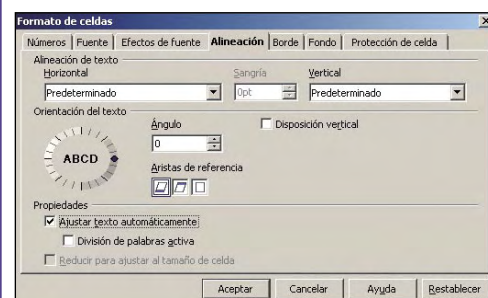 Formato de celdas
Números Fuente Efectos de fuente Alineación Borde Fondo Protección de celda
Alineación de texto
Horizontal Sangría Vertical
Predeterminado 0pt Predeterminado
Orientación del texto
Ángulo Disposición vertical
0
ABCD
Aristas de referencia
Propiedades
Ajustar texto automáticamente
División de palabras activa
Reducir para ajustar al tamaño de celda
Aceptar Cancelar Ayuda Restablecer